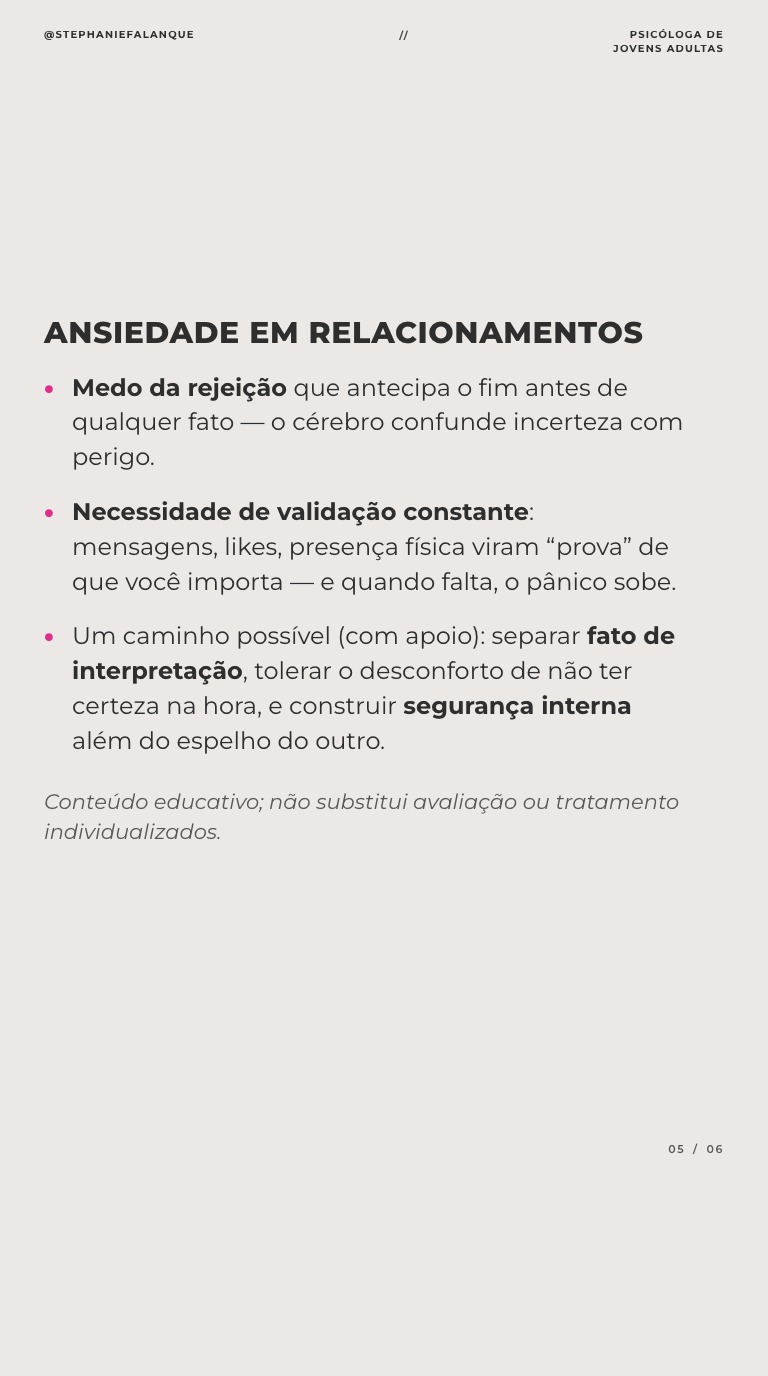 @STEPHANIEFALANQUE // PSICÓLOGA DE
JOVENS ADULTAS
ANSIEDADE EM RELACIONAMENTOS
• Medo da rejeição que antecipa o fim antes de
qualquer fato — o cérebro confunde incerteza com
perigo.
• Necessidade de validação constante:
mensagens, likes, presença física viram “prova” de
que você importa — e quando falta, o pânico sobe.
• Um caminho possível (com apoio): separar fato de
interpretação, tolerar o desconforto de não ter
certeza na hora, e construir segurança interna
além do espelho do outro.
Conteúdo educativo; não substitui avaliação ou tratamento
individualizados.
05 / 06